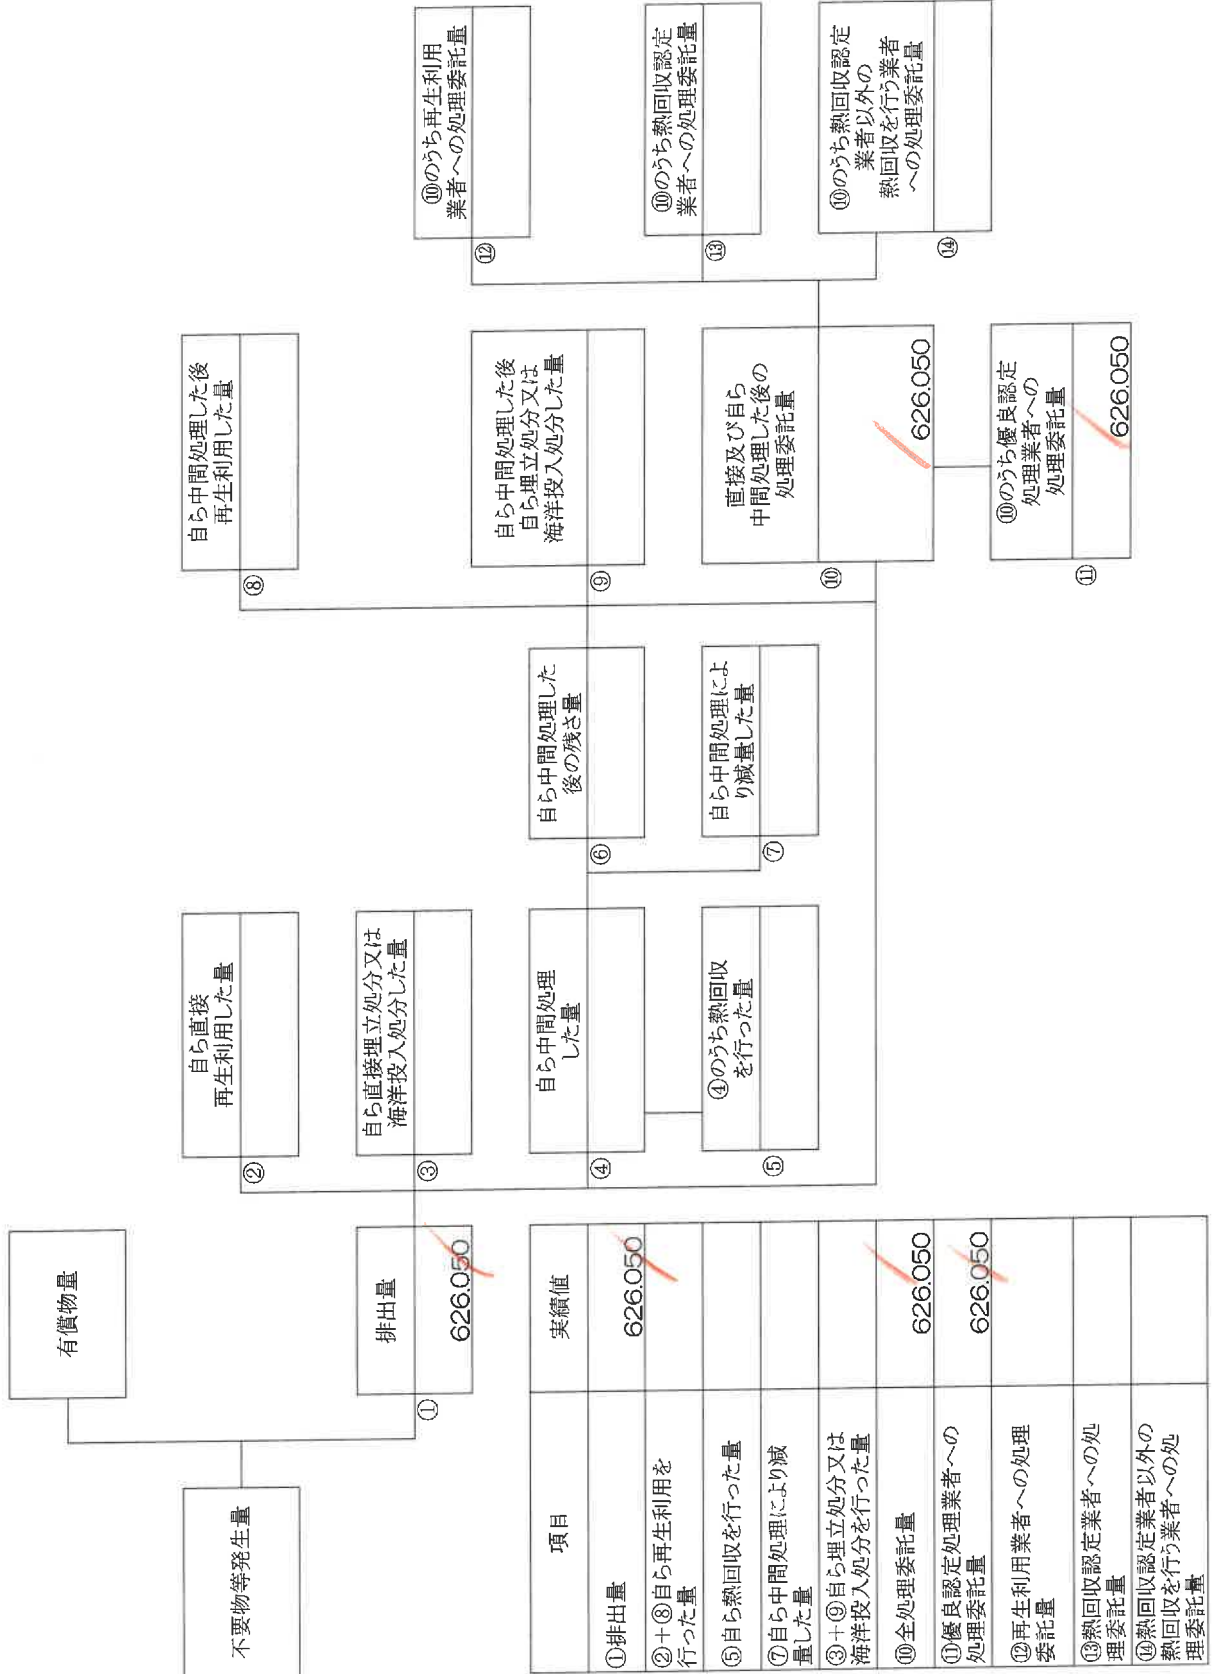 不要物等発生量
有償物量
①
排出量
626.050
②
自ら直接
再生利用した量
③
自ら直接埋立処分又は
海洋投入処分した量
④
自ら中間処理
した量
⑤
④のうち熱回収
を行った量
⑥
自ら中間処理した
後の残さ量
⑦
自ら中間処理によ
り減量した量
⑧
自ら中間処理した後
再生利用した量
⑨
自ら中間処理した後
自ら埋立処分又は
海洋投入処分した量
⑩
直接及び自ら
中間処理した後の
処理委託量
626.050
⑪
⑩のうち優良認定
処理業者への
処理委託量
626.050
⑫
⑩のうち再生利用
業者への処理委託量
⑬
⑩のうち熱回収認定
業者への処理委託量
⑭
⑩のうち熱回収認定
業者以外の
熱回収を行う業者
への処理委託量
項目 実績値
①排出量 626.050
②+⑧自ら再生利用を
行った量
⑤自ら熱回収を行った量
⑦自ら中間処理により減
量した量
③+⑨自ら埋立処分又は
海洋投入処分を行った量
⑩全処理委託量 626.050
⑪優良認定処理業者への
処理委託量 626.050
⑫再生利用業者への処理
委託量
⑬熱回収認定業者への処
理委託量
⑭熱回収認定業者以外の
熱回収を行う業者への処
理委託量